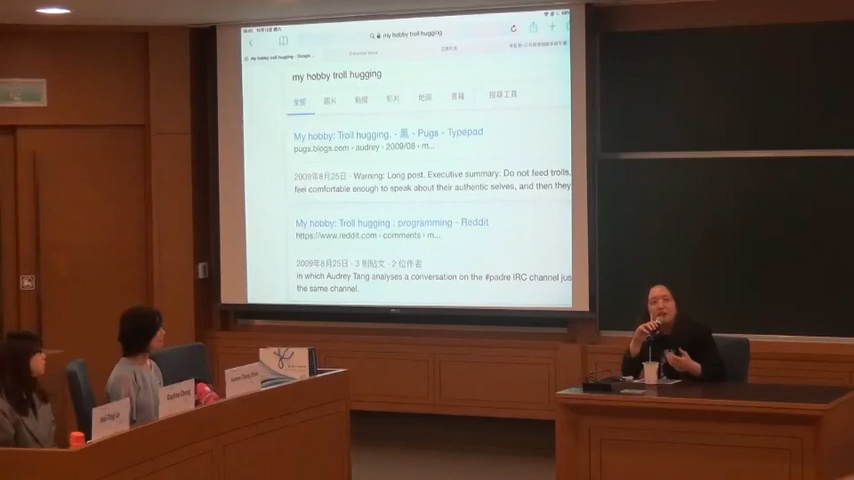 my hobby troll hugging
my hobby troll hugging
全部 圖片 新聞 影片 地圖 書籍 搜尋工具
My hobby: Troll hugging. - 鳳 - Pugs - Typepad
pugs.blogs.com › audrey › 2009/08 › m...
2009年8月25日 - Warning: Long post. Executive summary: Do not feed trolls,
feel comfortable enough to speak about their authentic selves, and then they
My hobby: Troll hugging : programming - Reddit
https://www.reddit.com › comments › m...
2009年8月25日 - 3 則貼文 - 2 位作者
in which Audrey Tang analyses a conversation on the #padre IRC channel jus
the same channel.